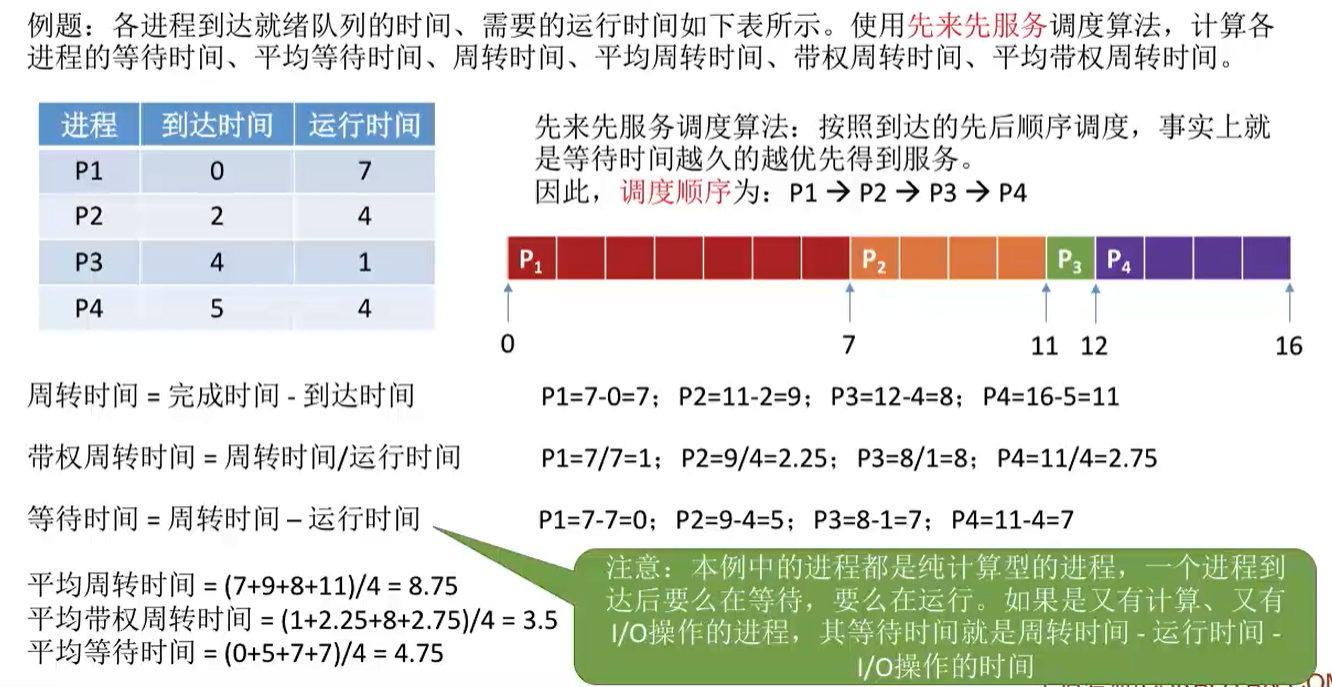 例题：各进程到达就绪队列的时间、需要的运行时间如下表所示。使用先来先服务调度算法，计算各
进程的等待时间、平均等待时间、周转时间、平均周转时间、带权周转时间、平均带权周转时间。
进程 到达时间 运行时间
P1 0 7
P2 2 4
P3 4 1
P4 5 4
先来先服务调度算法：按照到达的先后顺序调度，事实上就
是等待时间越久的越优先得到服务。
因此，调度顺序为：P1 → P2 → P3 → P4
P1 P2 P3 P4
0 7 11 12 16
周转时间 = 完成时间 - 到达时间 P1=7-0=7；P2=11-2=9；P3=12-4=8；P4=16-5=11
带权周转时间 = 周转时间/运行时间 P1=7/7=1；P2=9/4=2.25；P3=8/1=8；P4=11/4=2.75
等待时间 = 周转时间 – 运行时间 P1=7-7=0；P2=9-4=5；P3=8-1=7；P4=11-4=7
平均周转时间 = (7+9+8+11)/4 = 8.75
平均带权周转时间 = (1+2.25+8+2.75)/4 = 3.5
平均等待时间 = (0+5+7+7)/4 = 4.75
注意：本例中的进程都是纯计算型的进程，一个进程到
达后要么在等待，要么在运行。如果是又有计算、又有
I/O操作的进程，其等待时间就是周转时间 - 运行时间 -
I/O操作的时间